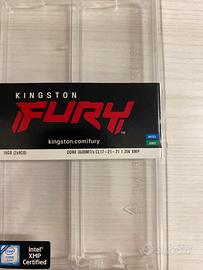 KINGSTON
FURY
kingston.com/fury
16GB (2x8GB)
DDR4 3600MT/s CL17-21-21 1.35V XMP
Intel®
XMP
Certified